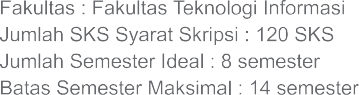 Fakultas : Fakultas Teknologi Informasi
Jumlah SKS Syarat Skripsi : 120 SKS
Jumlah Semester Ideal : 8 semester
Batas Semester Maksimal : 14 semester